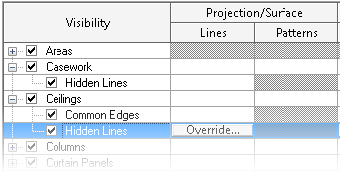 Visibility
Projection/Surface
Lines
Patterns
Areas
Casework
Hidden Lines
Ceilings
Common Edges
Hidden Lines
Override...
Columns
Curtain Panels